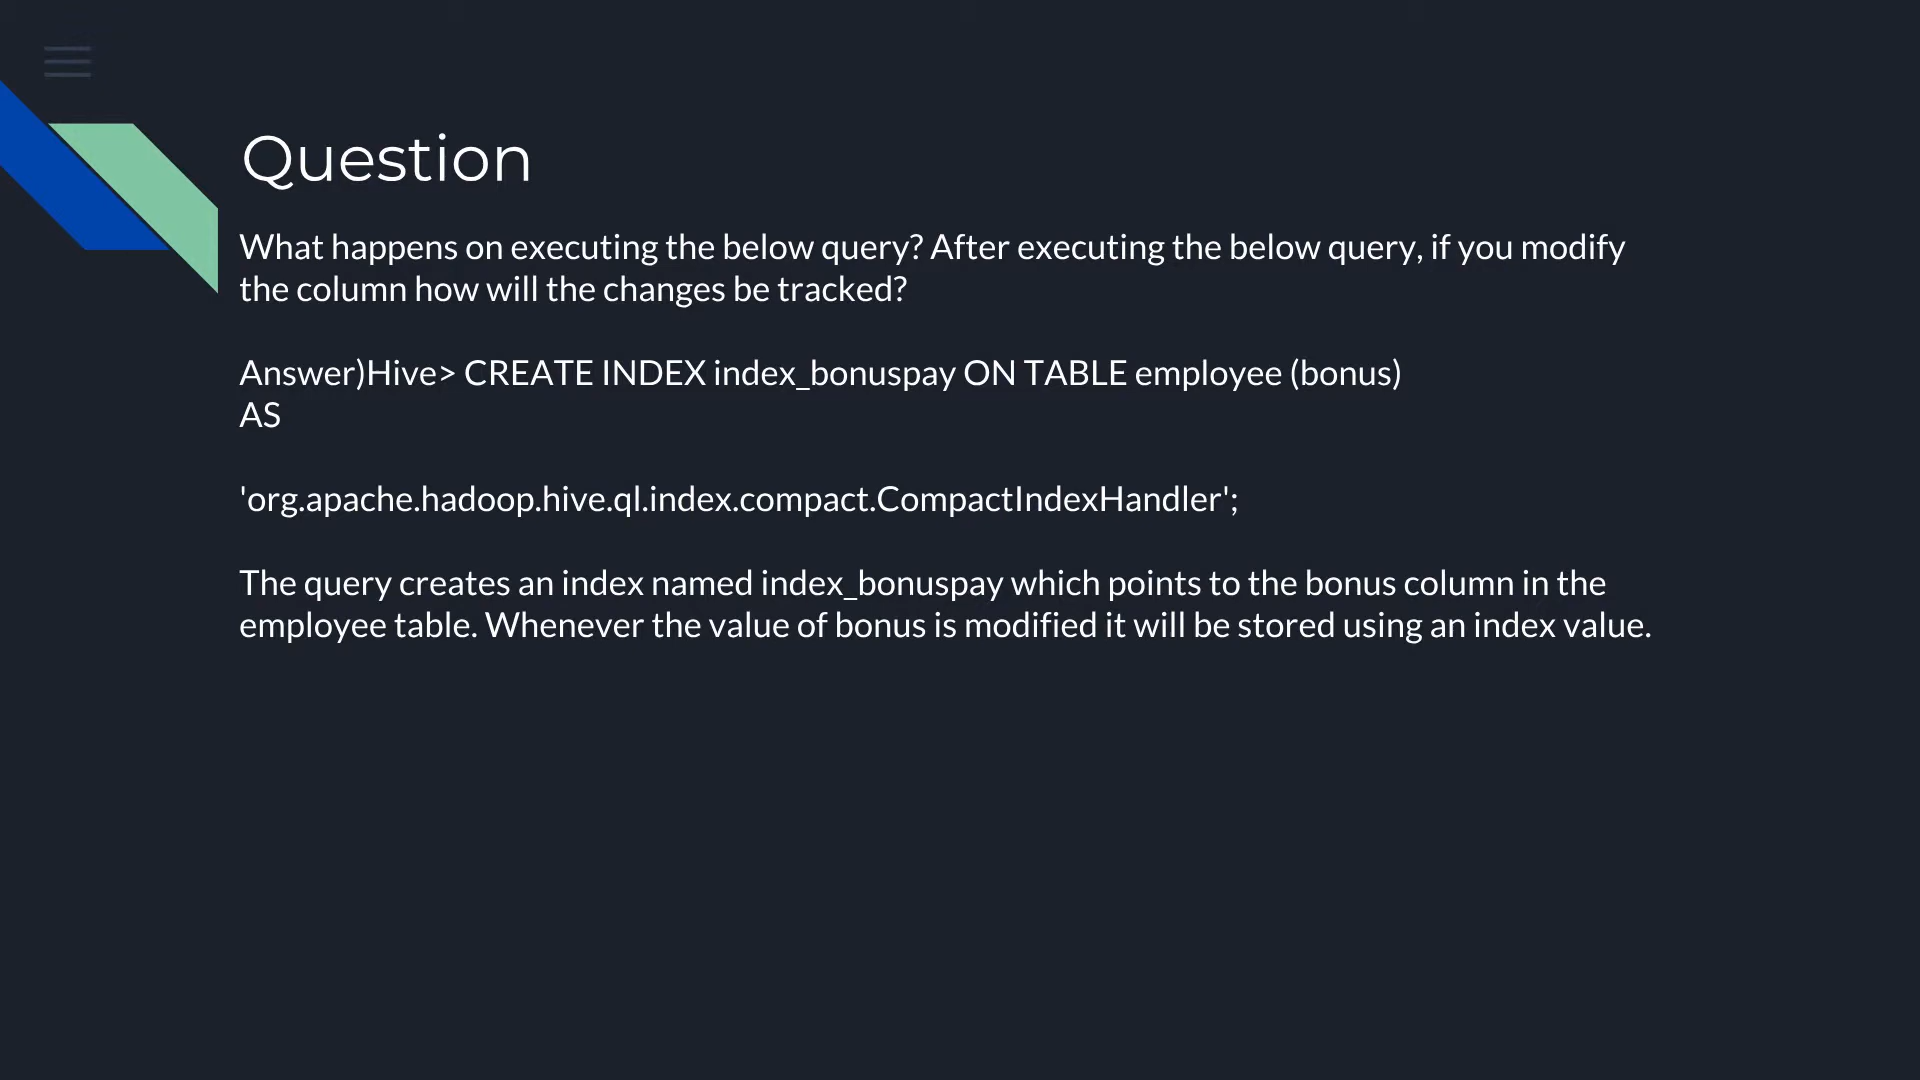 Question
What happens on executing the below query? After executing the below query, if you modify
the column how will the changes be tracked?
Answer)Hive> CREATE INDEX index_bonuspay ON TABLE employee (bonus)
AS
'org.apache.hadoop.hive.ql.index.compact.CompactIndexHandler';
The query creates an index named index_bonuspay which points to the bonus column in the
employee table. Whenever the value of bonus is modified it will be stored using an index value.